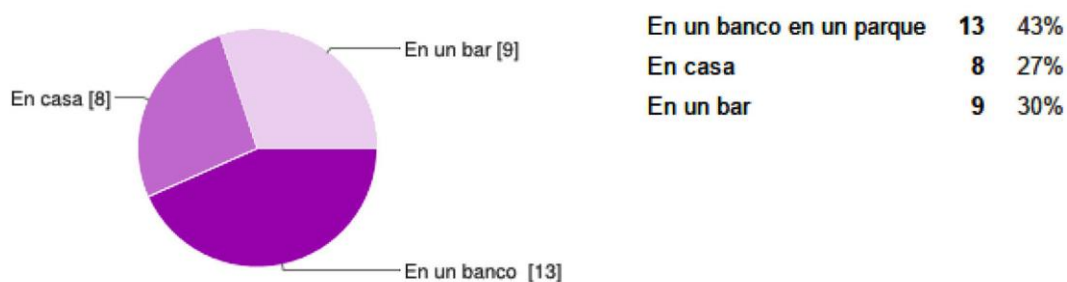 En un bar [9]
En casa [8]
En un banco [13]
En un banco en un parque 13 43%
En casa 8 27%
En un bar 9 30%